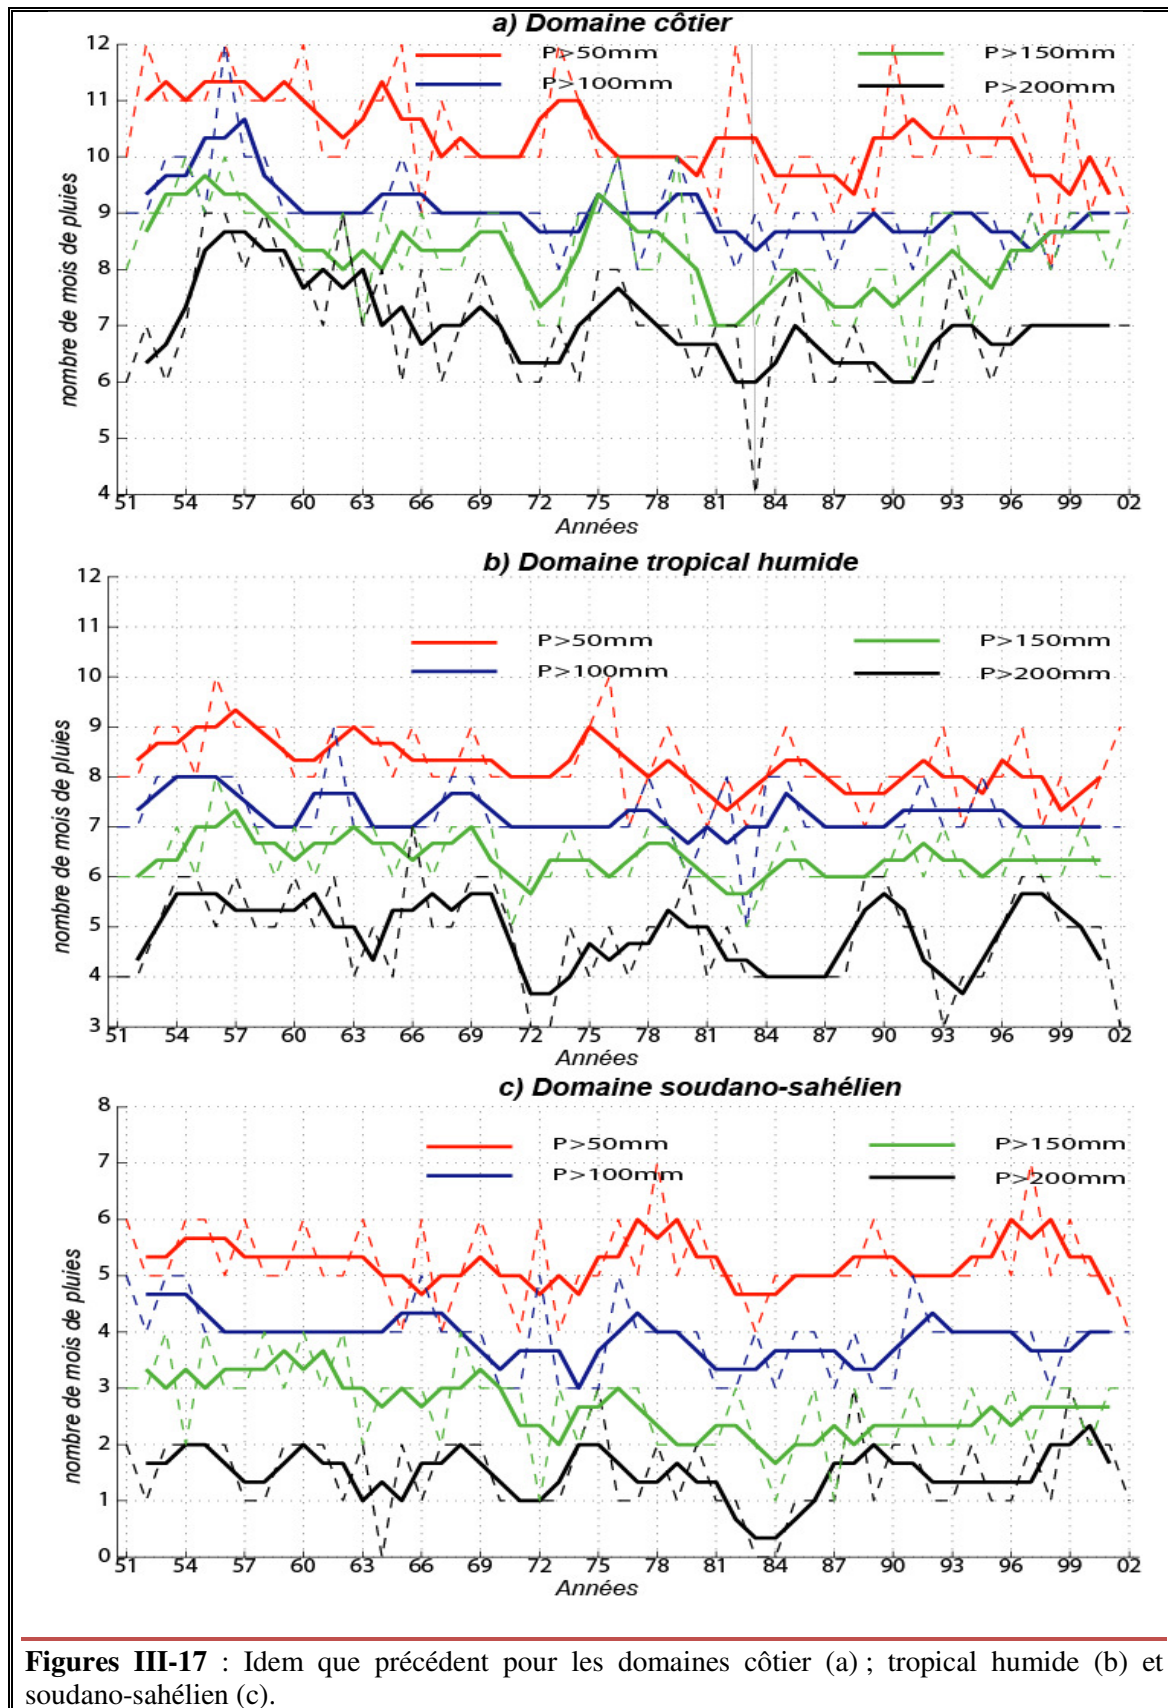 a) Domaine côtier
P>50mm
P>100mm
P>150mm
P>200mm
12
11
10
9
8
7
6
5
4
nombre de mois de pluies
51 54 57 60 63 66 69 72 75 78 81 84 87 90 93 96 99 02
Années
b) Domaine tropical humide
P>50mm
P>100mm
P>150mm
P>200mm
12
11
10
9
8
7
6
5
4
3
nombre de mois de pluies
51 54 57 60 63 66 69 72 75 78 81 84 87 90 93 96 99 02
Années
c) Domaine soudano-sahélien
P>50mm
P>100mm
P>150mm
P>200mm
8
7
6
5
4
3
2
1
0
nombre de mois de pluies
51 54 57 60 63 66 69 72 75 78 81 84 87 90 93 96 99 02
Années
Figures III-17 : Idem que précédent pour les domaines côtier (a) ; tropical humide (b) et
soudano-sahélien (c).